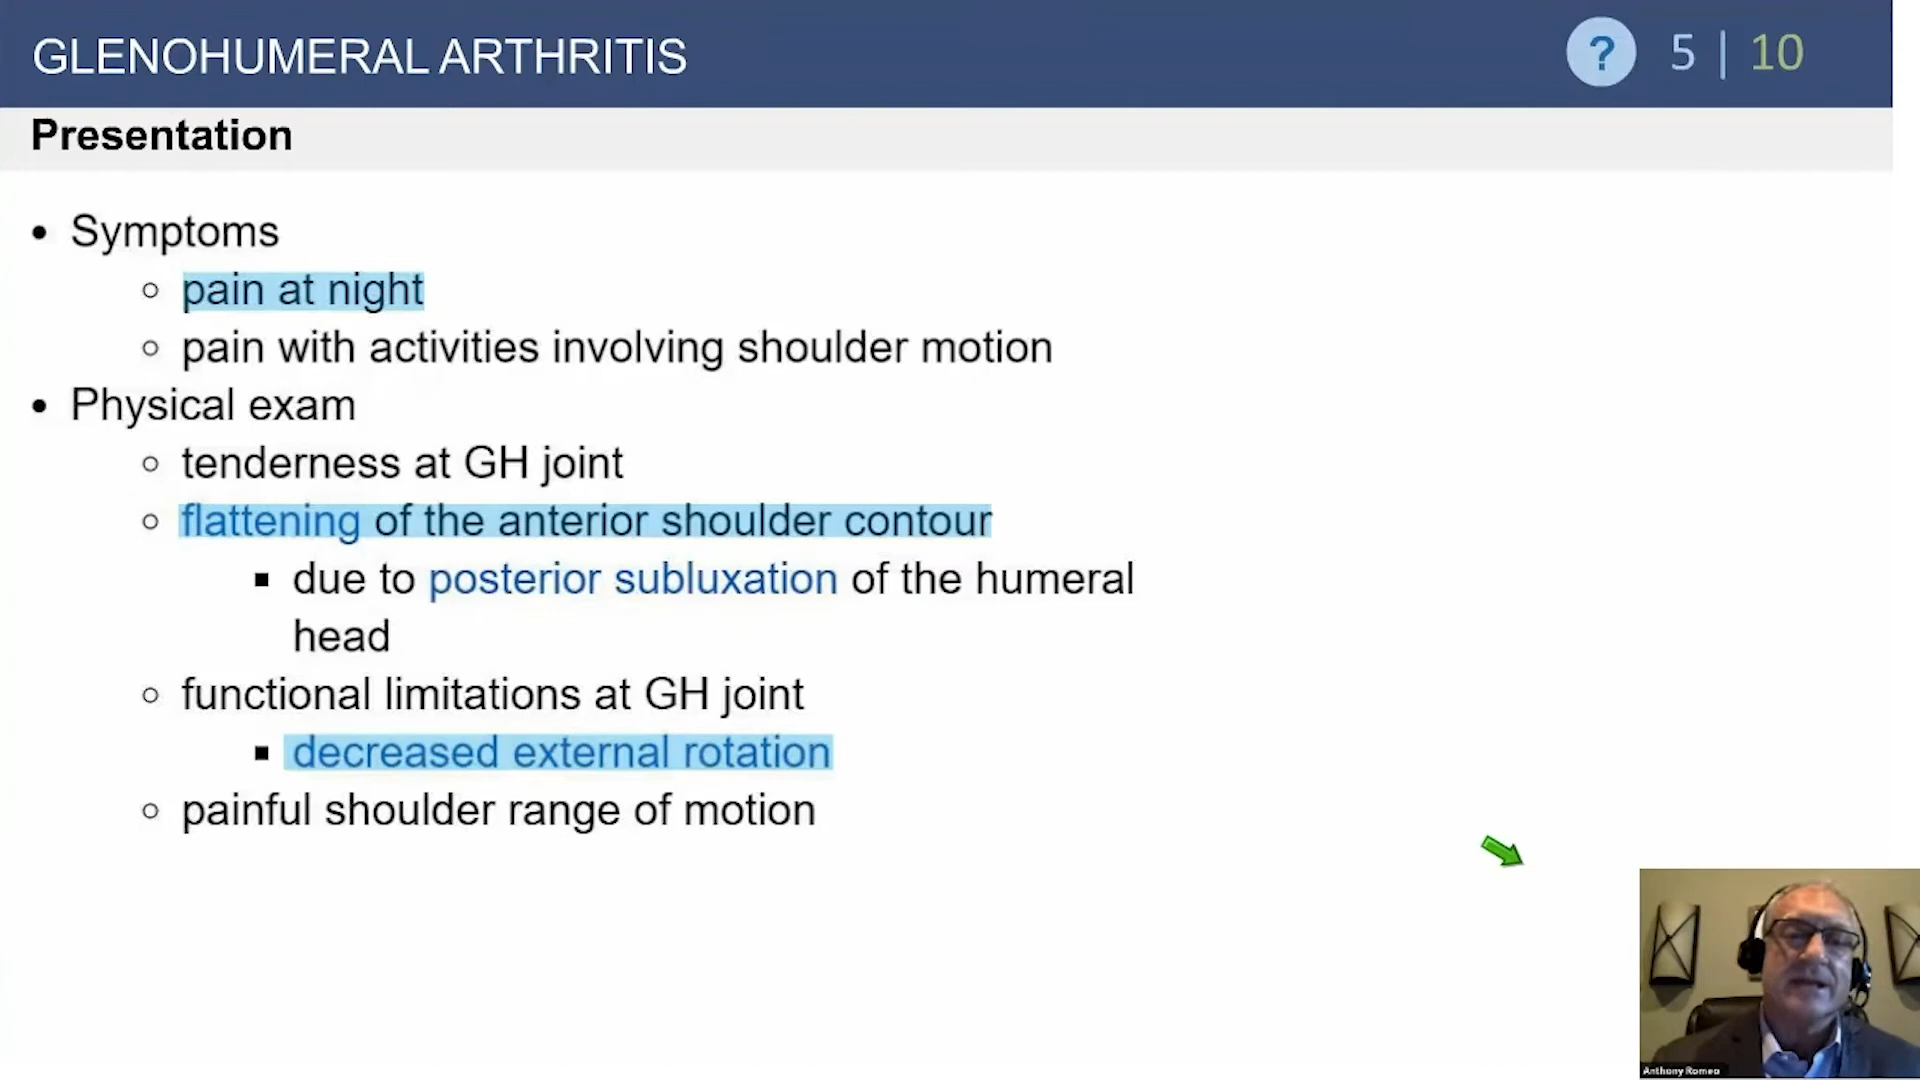 GLENOHUMERAL ARTHRITIS
? 5 | 10
Presentation
• Symptoms
○ pain at night
○ pain with activities involving shoulder motion
• Physical exam
○ tenderness at GH joint
○ flattening of the anterior shoulder contour
▪ due to posterior subluxation of the humeral
head
○ functional limitations at GH joint
▪ decreased external rotation
○ painful shoulder range of motion
Anthony Romeo